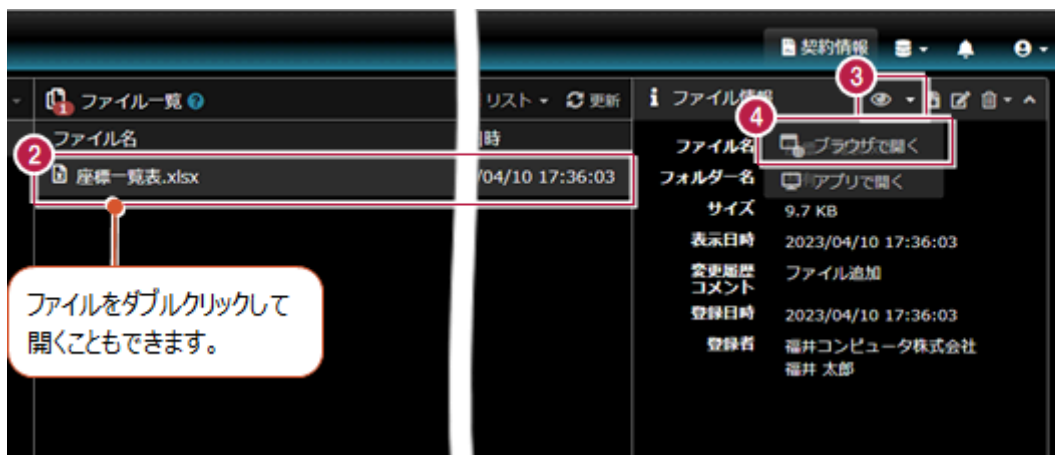 契約情報
ファイル一覧
リスト
更新
ファイル情報
3
4
ファイル名
時
2
座標一覧表.xlsx
/04/10 17:36:03
ファイル名
ブラウザで開く
フォルダー名
アプリで開く
サイズ
9.7 KB
表示日時
2023/04/10 17:36:03
変更履歴
コメント
ファイル追加
登録日時
2023/04/10 17:36:03
登録者
福井コンピュータ株式会社
福井 太郎
ファイルをダブルクリックして
開くこともできます。